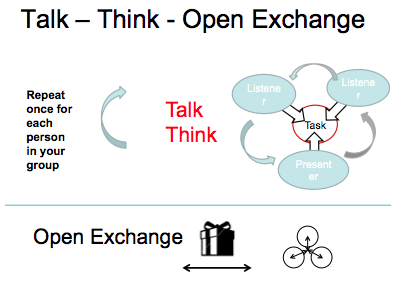 Talk – Think - Open Exchange
Repeat
once for
each
person
in your
group
Talk
Think
Listene
r
Listene
r
Task
Present
er
Open Exchange